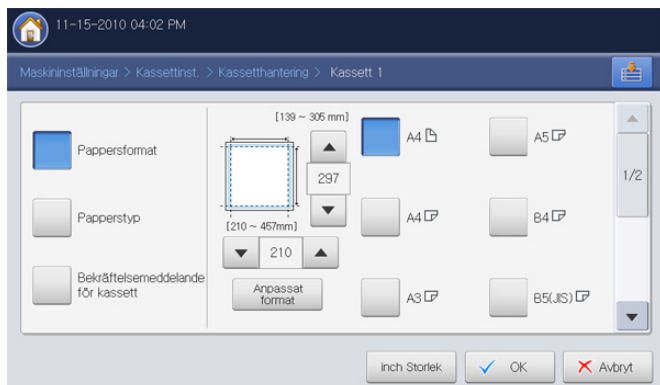 11-15-2010 04:02 PM
Maskininställningar > Kassettinst. > Kassetthantering > Kassett 1
Pappersformat
Papperstyp
Bekräftelsemeddelande
för kassett
[139 ~ 305 mm]
297
[210 ~ 457mm]
210
Anpassat
format
A4
A5
A4
B4
A3
B5(JIS)
1/2
inch Storlek
OK
Avbryt